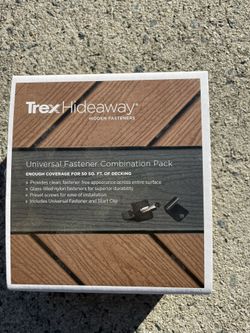 Trex Hideaway®
HIDDEN FASTENERS
Universal Fastener Combination Pack
ENOUGH COVERAGE FOR 50 SQ. FT. OF DECKING
• Provides clean, fastener-free appearance across entire surface
• Glass-filled nylon fasteners for superior durability
• Preset screws for ease of installation
• Includes Universal Fastener and Start Clip